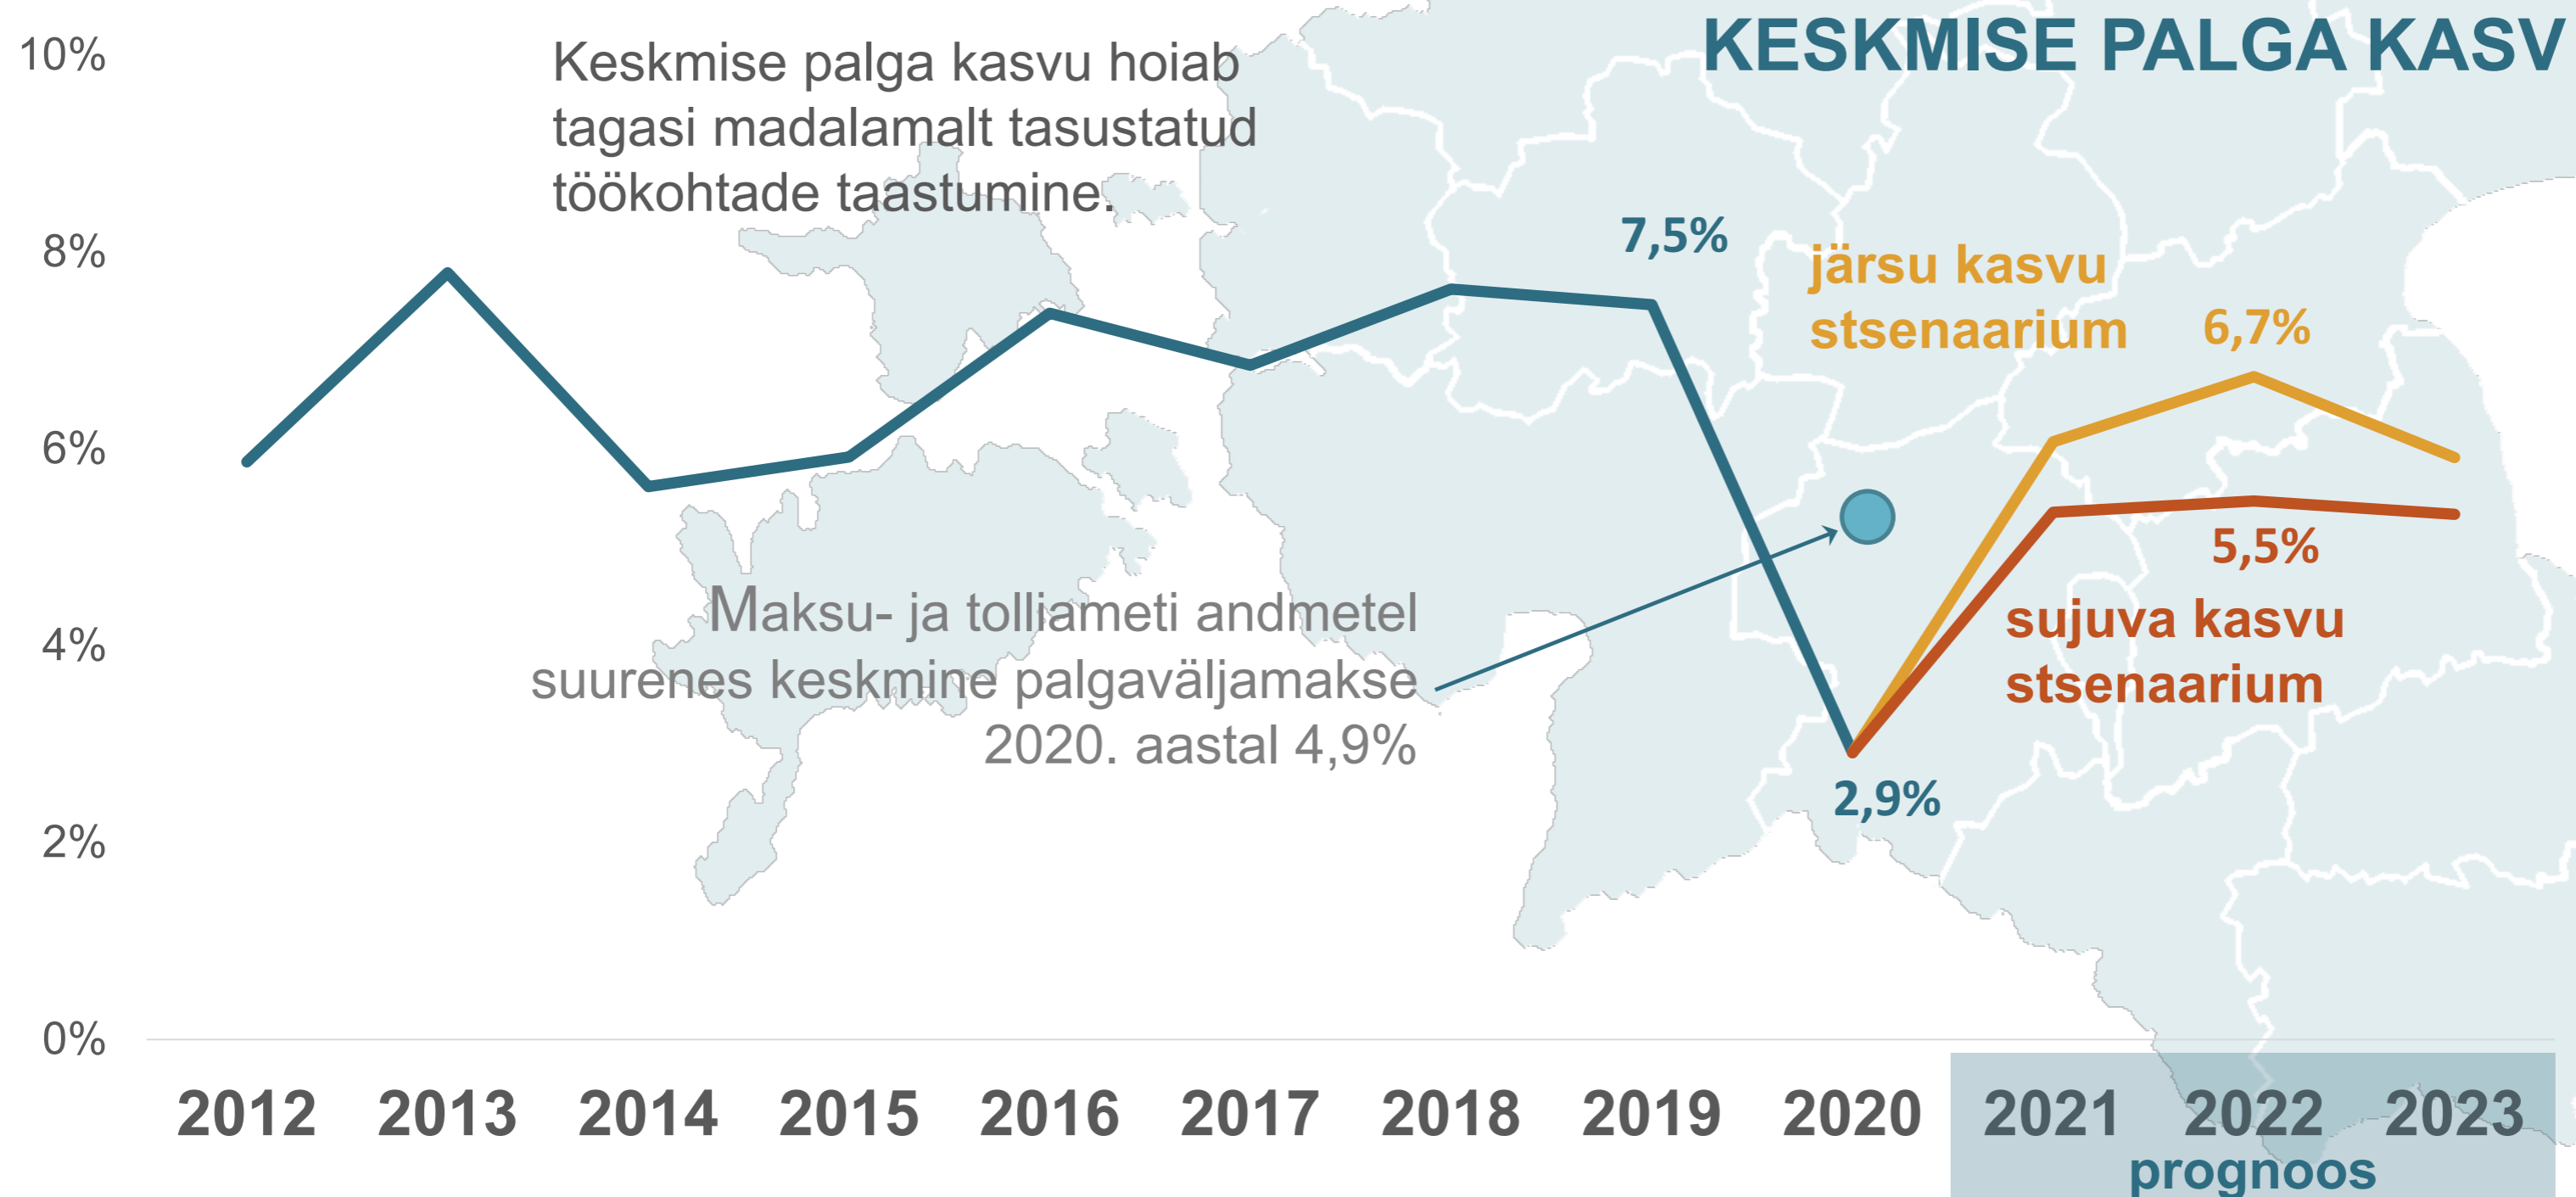 KESKMISE PALGA KASV
10%
8%
6%
4%
2%
0%
Keskmise palga kasvu hoiab
tagasi madalamalt tasustatud
töökohtade taastumine.
7,5%
järsu kasvu
stsenaarium
6,7%
5,5%
sujuva kasvu
stsenaarium
Maksu- ja tolliameti andmetel
suurenes keskmine palgaväljamakse
2020. aastal 4,9%
2,9%
2012 2013 2014 2015 2016 2017 2018 2019 2020 2021 2022 2023
prognoos